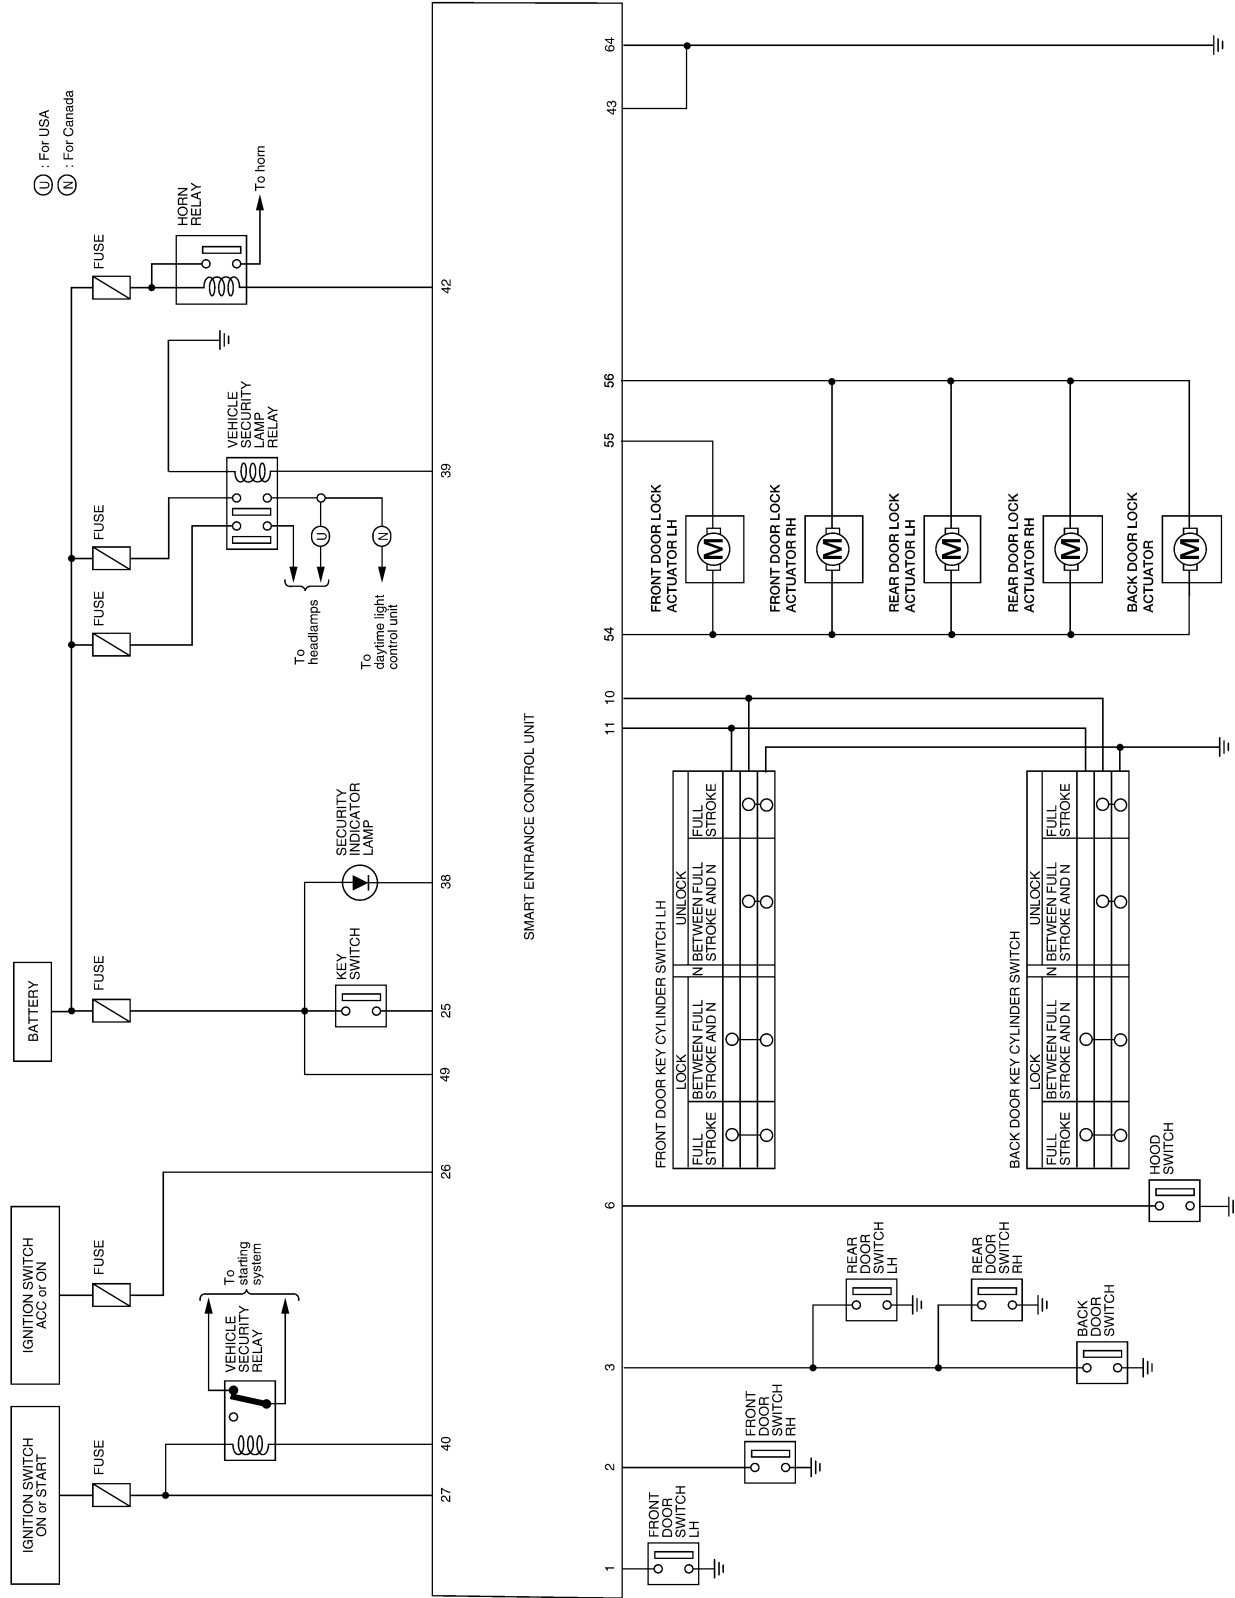 IGNITION SWITCH
ON or START
IGNITION SWITCH
ACC or ON
BATTERY
U : For USA
N : For Canada
FUSE
FUSE
FUSE
FUSE
FUSE
FUSE
VEHICLE
SECURITY
RELAY
To
starting
system
KEY
SWITCH
SECURITY
INDICATOR
LAMP
To
headlamps
To
daytime light
control unit
U
N
VEHICLE
SECURITY
LAMP
RELAY
HORN
RELAY
To horn
27
40
26
49
25
38
39
42
SMART ENTRANCE CONTROL UNIT
1
2
3
6
11
10
54
55
56
43
64
FRONT
DOOR
SWITCH
LH
FRONT
DOOR
SWITCH
RH
REAR
DOOR
SWITCH
LH
REAR
DOOR
SWITCH
RH
BACK
DOOR
SWITCH
HOOD
SWITCH
FRONT DOOR KEY CYLINDER SWITCH LH
LOCK
N
UNLOCK
FULL
STROKE
BETWEEN FULL
STROKE AND N
BETWEEN FULL
STROKE AND N
FULL
STROKE
BACK DOOR KEY CYLINDER SWITCH
LOCK
N
UNLOCK
FULL
STROKE
BETWEEN FULL
STROKE AND N
BETWEEN FULL
STROKE AND N
FULL
STROKE
FRONT DOOR LOCK
ACTUATOR LH
M
FRONT DOOR LOCK
ACTUATOR RH
M
REAR DOOR LOCK
ACTUATOR LH
M
REAR DOOR LOCK
ACTUATOR RH
M
BACK DOOR LOCK
ACTUATOR
M